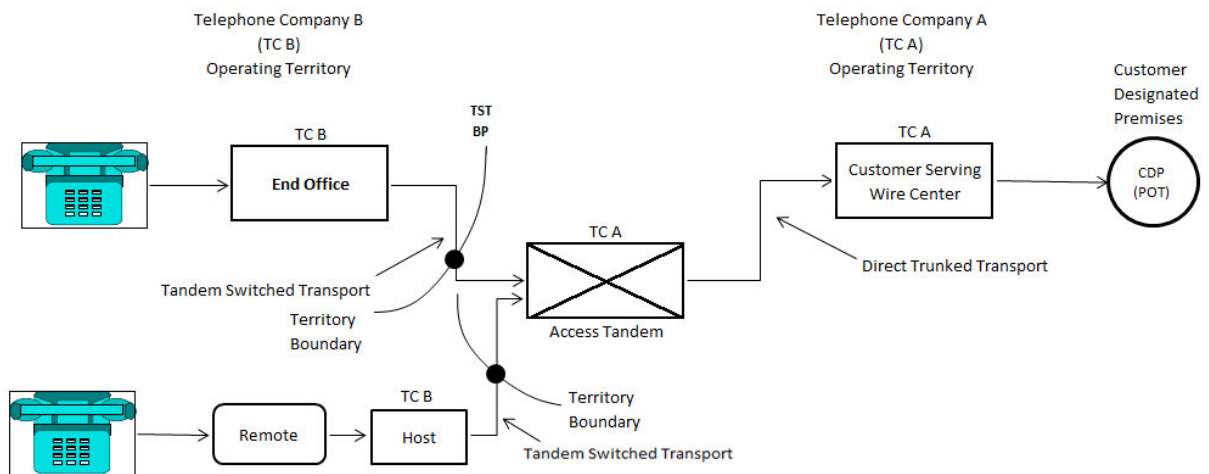 Telephone Company B
(TC B)
Operating Territory
Telephone Company A
(TC A)
Operating Territory
Customer
Designated
Premises
TST
BP
TC B
End Office
TC A
Customer Serving
Wire Center
CDP
(POT)
TC A
Access Tandem
Direct Trunked Transport
Tandem Switched Transport
Territory
Boundary
TC B
Remote
Host
Territory
Boundary
Tandem Switched Transport